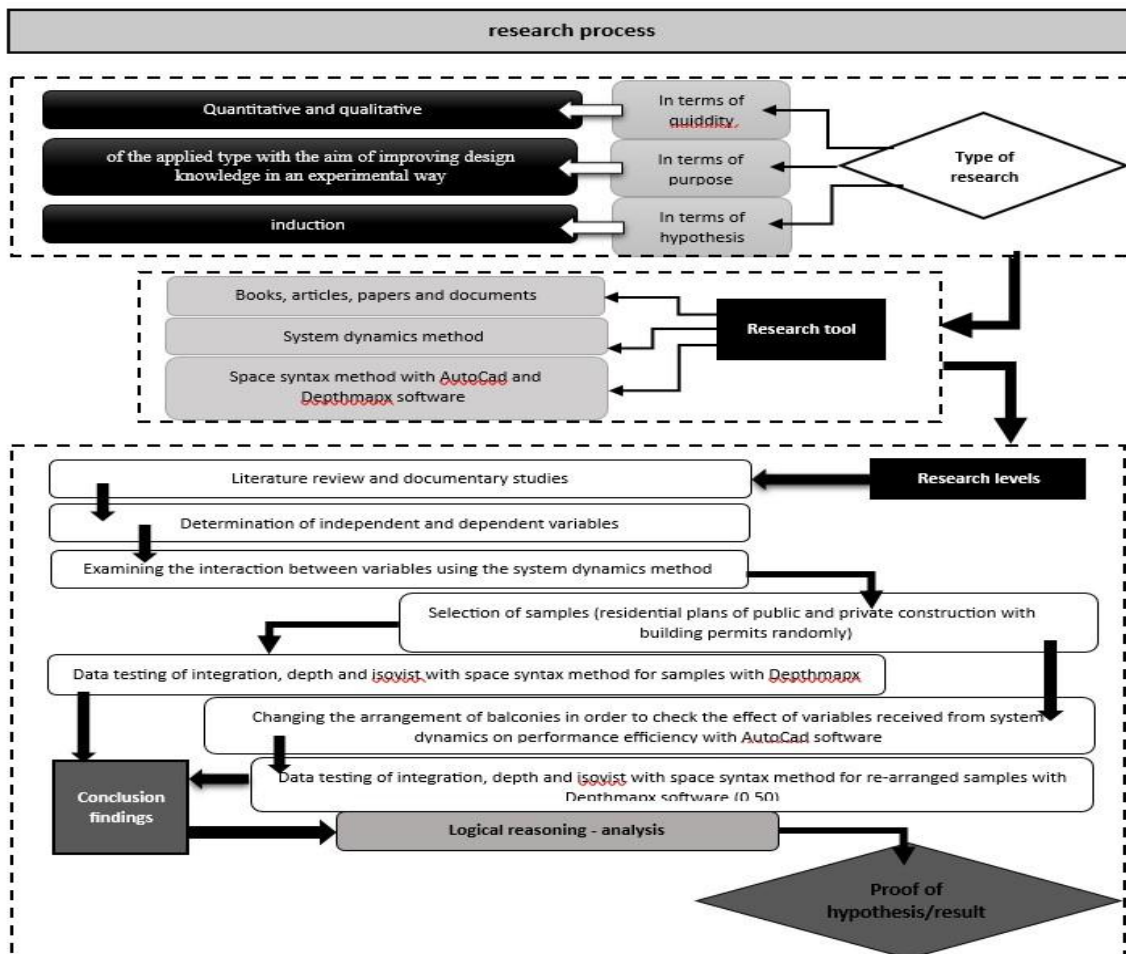 research process
Quantitative and qualitative
In terms of
quiddity
of the applied type with the aim of improving design
knowledge in an experimental way
In terms of
purpose
Type of
research
induction
In terms of
hypothesis
Books, articles, papers and documents
System dynamics method
Space syntax method with AutoCad and
Depthmapx software
Research tool
Research levels
Literature review and documentary studies
Determination of independent and dependent variables
Examining the interaction between variables using the system dynamics method
Selection of samples (residential plans of public and private construction with
building permits randomly)
Data testing of integration, depth and isovist with space syntax method for samples with Depthmapx
Changing the arrangement of balconies in order to check the effect of variables received from system
dynamics on performance efficiency with AutoCad software
Data testing of integration, depth and isovist with space syntax method for re-arranged samples with
Depthmapx software (0.50)
Conclusion
findings
Logical reasoning - analysis
Proof of
hypothesis/result